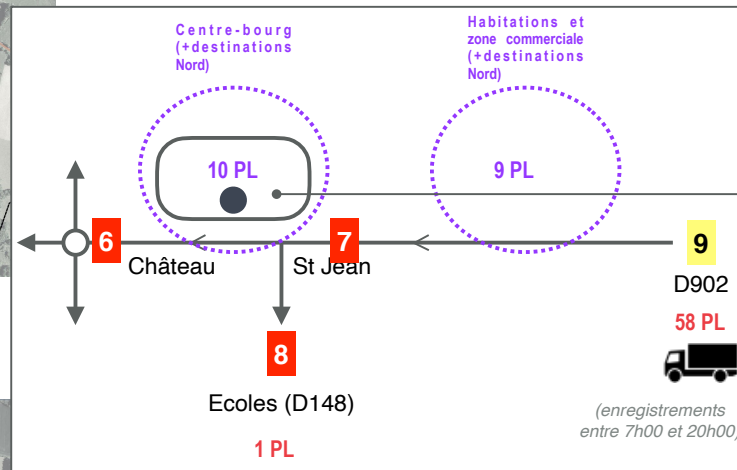 Centre-bourg
(+destinations
Nord)
Habitations et
zone commerciale
(+destinations
Nord)
10 PL
9 PL
6
7
9
Château
St Jean
D902
58 PL
8
Ecoles (D148)
(enregistrements
entre 7h00 et 20h00)
1 PL